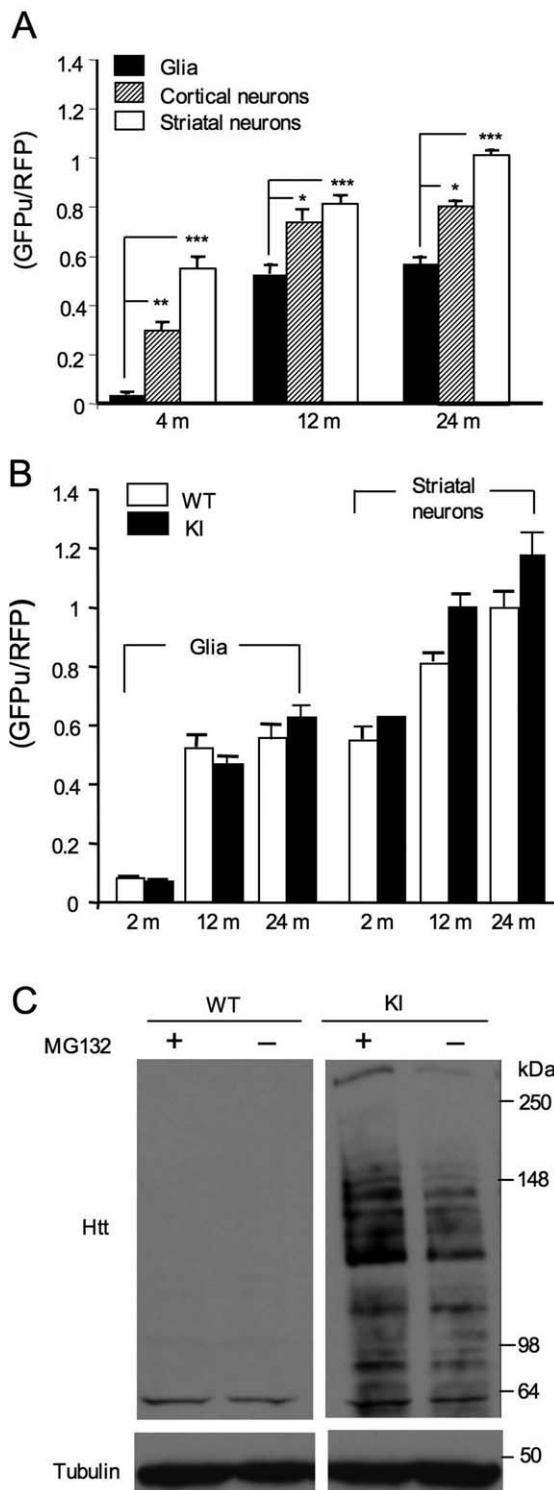 A
(GFPu/RFP)
1.4
1.2
1
0.8
0.6
0.4
0.2
0
Glia
Cortical neurons
Striatal neurons
** ***
* ***
* ***
4 m 12 m 24 m
B
(GFPu/RFP)
1.4
1.2
1
0.8
0.6
0.4
0.2
0
WT
KI
Striatal
neurons
Glia
2 m 12 m 24 m 2 m 12 m 24 m
C
WT KI
MG132 + – + –
kDa
250
148
Htt
98
64
50
Tubulin